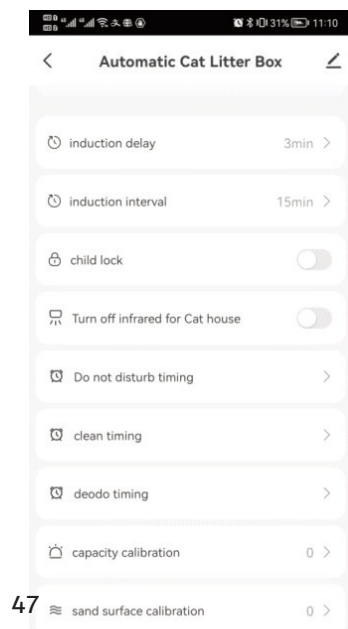 31% 11:10
Automatic Cat Litter Box
induction delay 3min
induction interval 15min
child lock
Turn off infrared for Cat house
Do not disturb timing
clean timing
deodo timing
capacity calibration 0
47
sand surface calibration 0